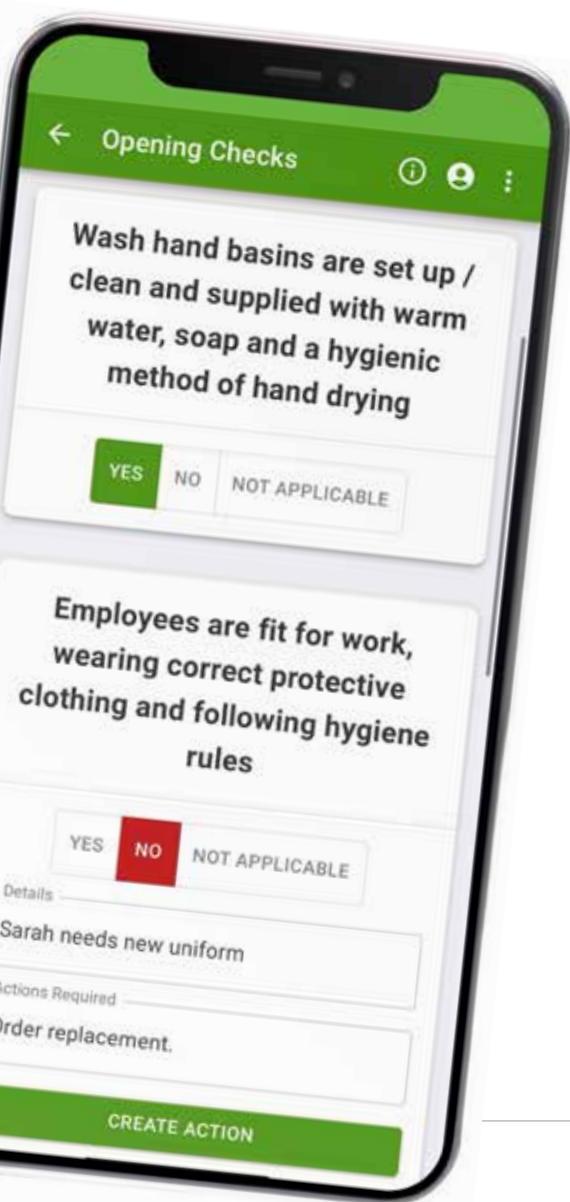 Opening Checks
Wash hand basins are set up /
clean and supplied with warm
water, soap and a hygienic
method of hand drying
YES NO NOT APPLICABLE
Employees are fit for work,
wearing correct protective
clothing and following hygiene
rules
YES NO NOT APPLICABLE
Details
Sarah needs new uniform
Actions Required
Order replacement.
CREATE ACTION